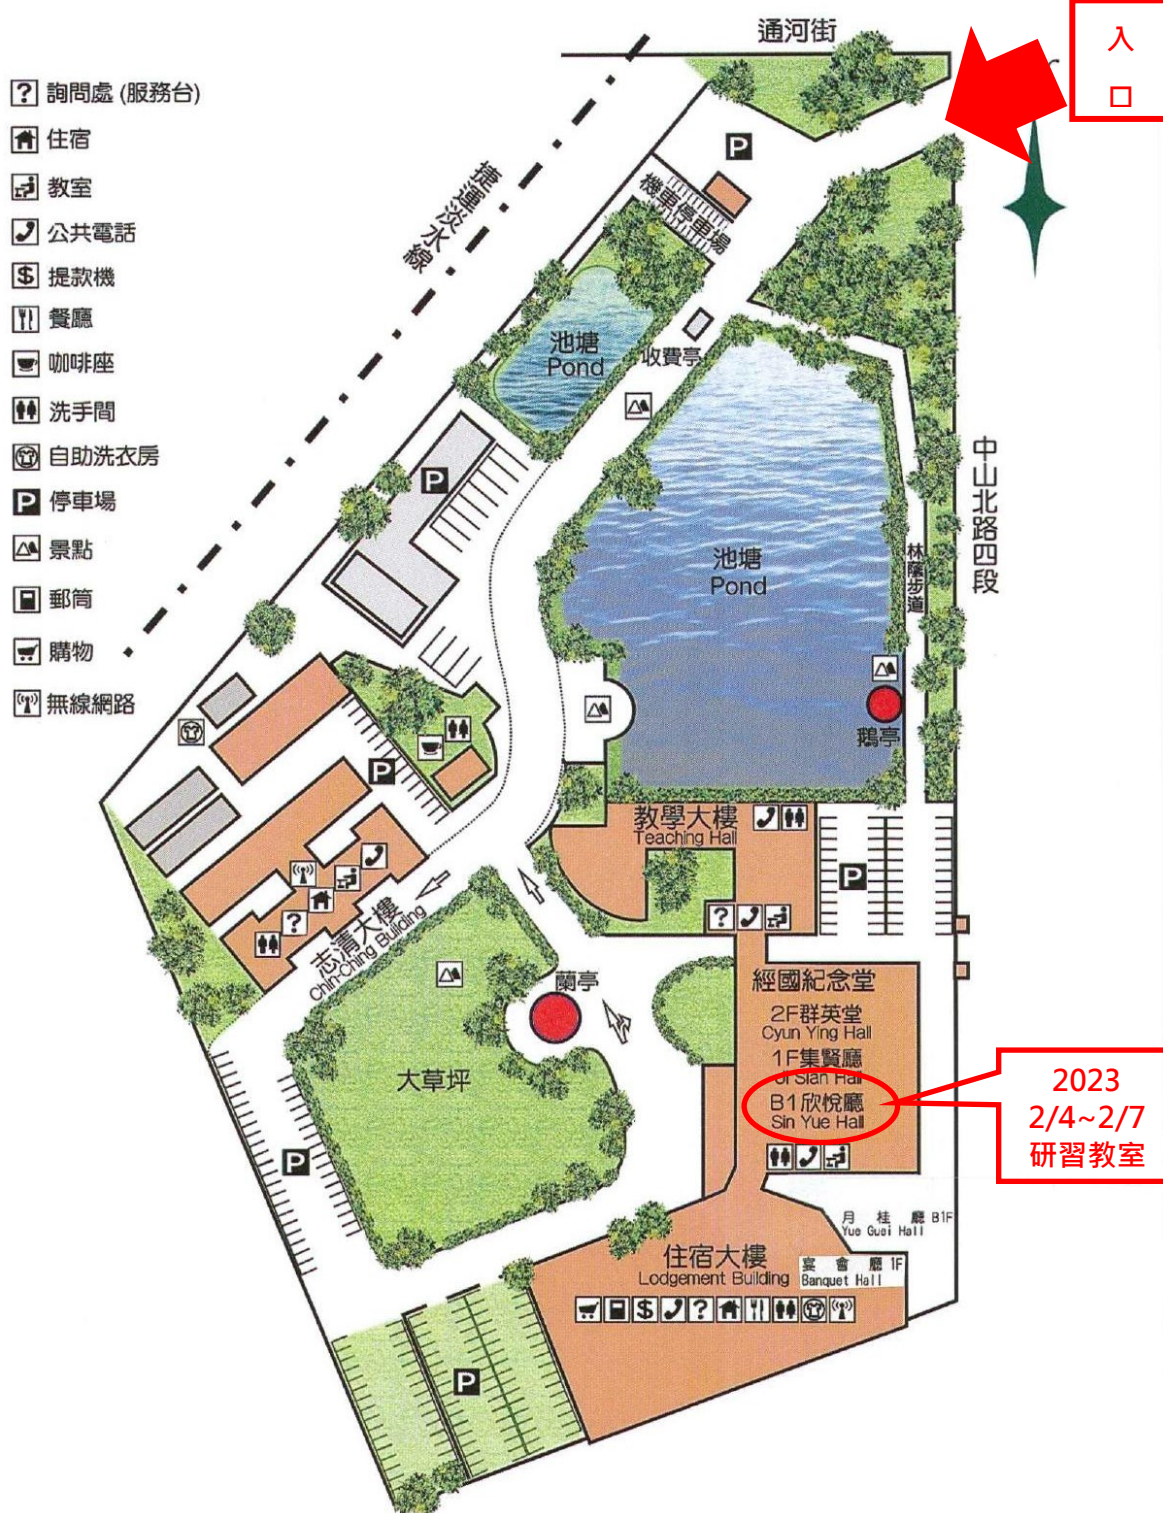 通河街
入
口
? 詢問處 (服務台)
住宿
教室
公共電話
$ 提款機
餐廳
咖啡座
洗手間
自助洗衣房
P 停車場
景點
郵筒
購物
無線網路
捷運淡水線
P
機車停車場
池塘
Pond
收費亭
P
中山北路四段
池塘
Pond
林蔭步道
鵝亭
P
教學大樓
Teaching Hall
P
?
志清大樓
Chin-Ching Building
?
蘭亭
大草坪
經國紀念堂
2F群英堂
Cyun Ying Hall
1F集賢廳
Ji Sian Hall
B1欣悅廳
Sin Yue Hall
2023
2/4~2/7
研習教室
P
月桂廳 B1F
Yue Guei Hall
住宿大樓
Lodgement Building
宴會廳 1F
Banquet Hall
$ ?
P